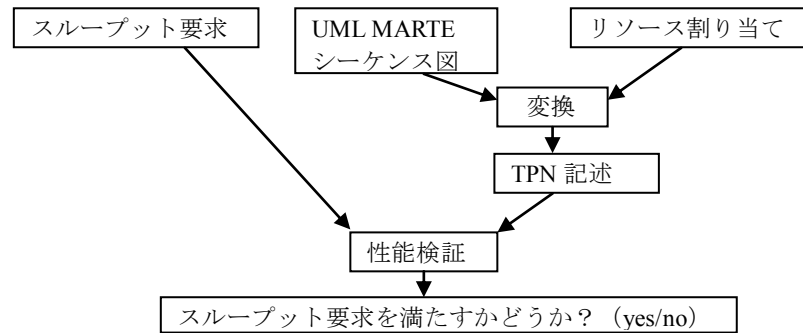 スループット要求
UML MARTE
シーケンス図
リソース割り当て
変換
TPN 記述
性能検証
スループット要求を満たすかどうか？（yes/no）